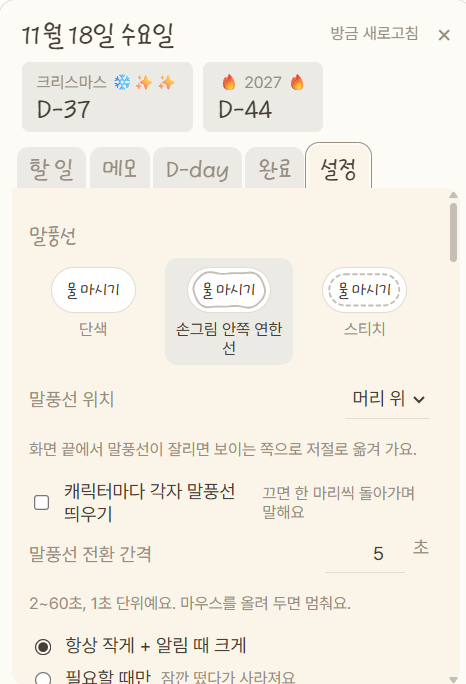 11월 18일 수요일
방금 새로고침
크리스마스 ❄️✨✨
D-37
🔥 2027 🔥
D-44
할 일
메모
D-day
완료
설정
말풍선
물 마시기
단색
물 마시기
손그림 안쪽 연한
선
물 마시기
스티치
말풍선 위치
머리 위
화면 끝에서 말풍선이 잘리면 보이는 쪽으로 저절로 옮겨 가요.
캐릭터마다 각자 말풍선
띄우기
끄면 한 마리씩 돌아가며
말해요
말풍선 전환 간격
5
초
2~60초, 1초 단위예요. 마우스를 올려 두면 멈춰요.
항상 작게 + 알림 때 크게
필요할 때만 잠깐 떴다가 사라져요